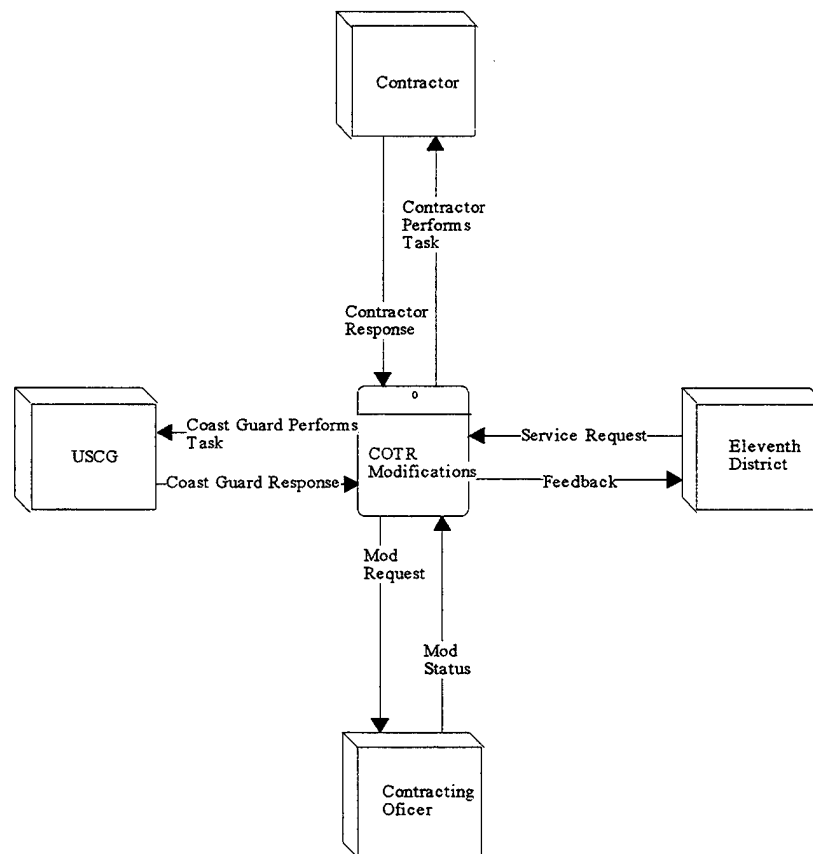 Contractor
Contractor
Performs
Task
Contractor
Response
0
Coast Guard Performs
Task
USCG
Coast Guard Response
COTR
Modifications
Service Request
Feedback
Eleventh
District
Mod
Request
Mod
Status
Contracting
Oficer